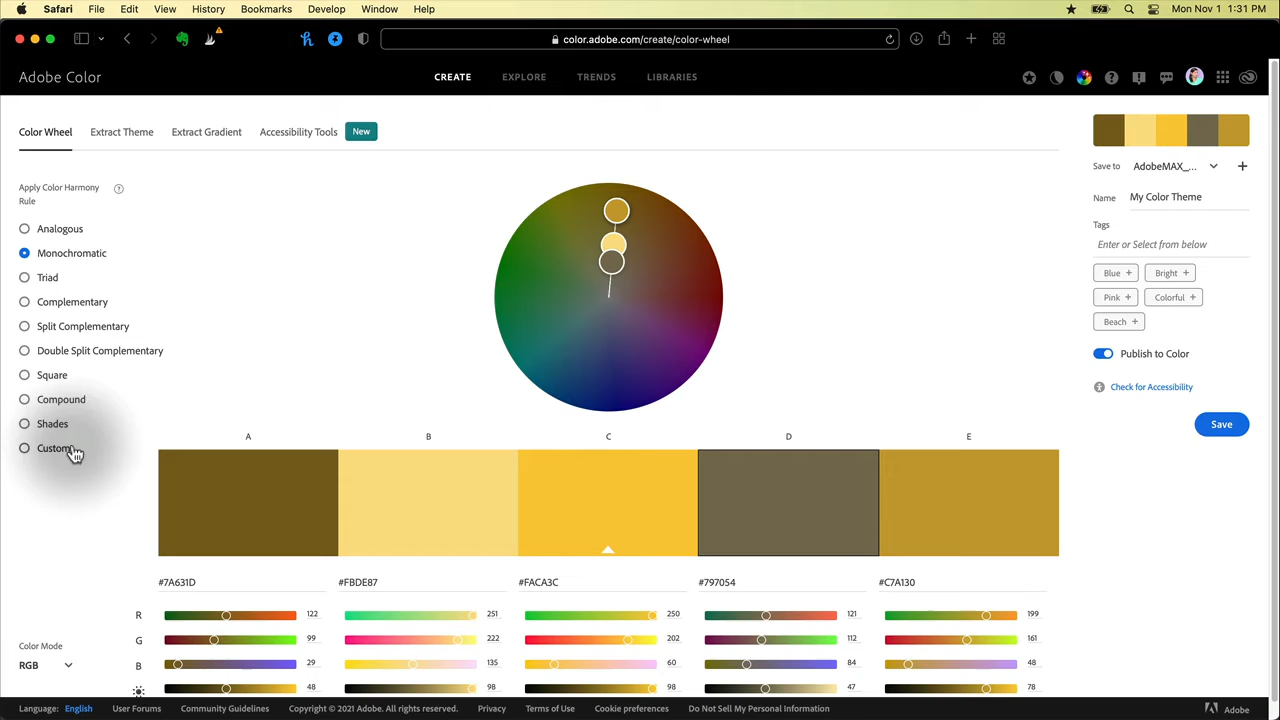 Safari File Edit View History Bookmarks Develop Window Help Mon Nov 1 1:31 PM
color.adobe.com/create/color-wheel
Adobe Color CREATE EXPLORE TRENDS LIBRARIES
Color Wheel Extract Theme Extract Gradient Accessibility Tools New
Apply Color Harmony
Rule
Analogous
Monochromatic
Triad
Complementary
Split Complementary
Double Split Complementary
Square
Compound
Shades
Custom
Save to AdobeMAX_...
Name My Color Theme
Tags
Enter or Select from below
Blue + Bright +
Pink + Colorful +
Beach +
Publish to Color
Check for Accessibility
Save
A B C D E
#7A631D #FBDE87 #FACA3C #797054 #C7A130
R 122 251 250 121 199
G 99 222 202 112 161
B 29 135 60 84 48
48 98 98 47 78
Color Mode
RGB
Language: English User Forums Community Guidelines Copyright © 2021 Adobe. All rights reserved. Privacy Terms of Use Cookie preferences Do Not Sell My Personal Information Adobe